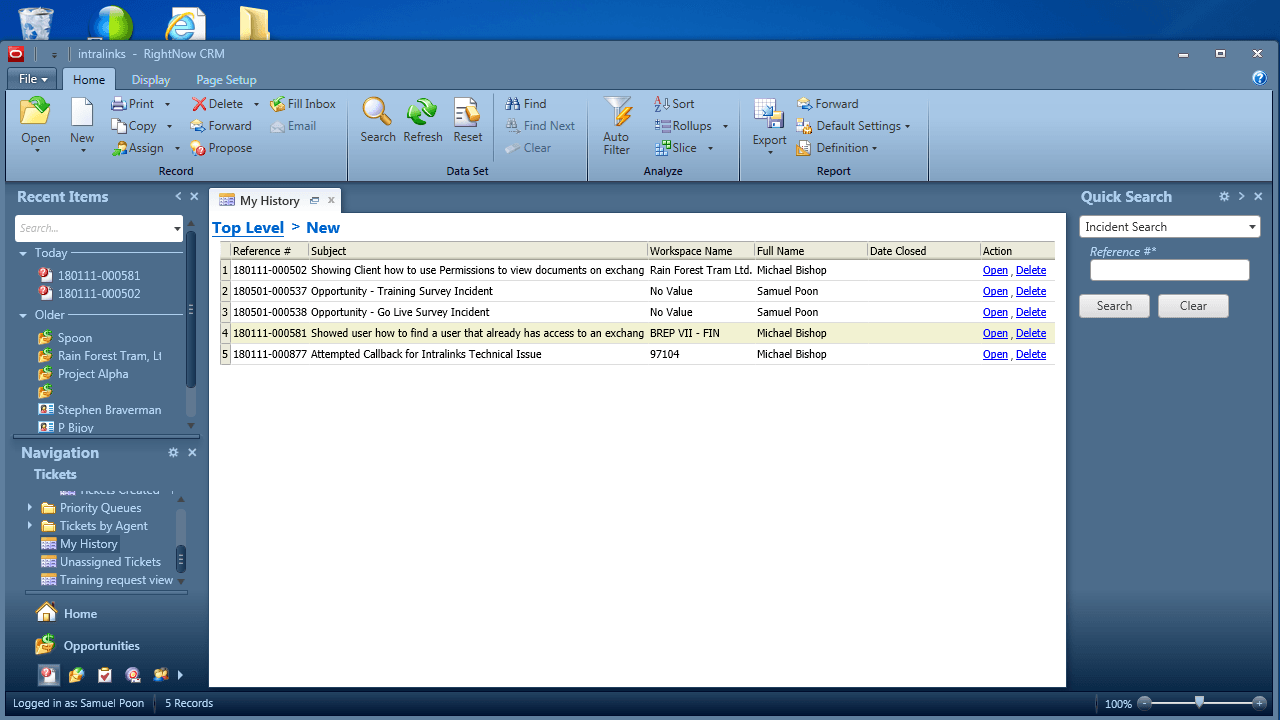 intralinks - RightNow CRM
File Home Display Page Setup
Open New Print Copy Assign Delete Forward Propose Fill Inbox Email Record
Search Refresh Reset Find Find Next Clear Data Set
Auto Filter Sort Rollups Slice Analyze
Export Forward Default Settings Definition Report
Recent Items
Search...
Today
180111-000581
180111-000502
Older
Spoon
Rain Forest Tram, Lt
Project Alpha
Stephen Braverman
P Bijoy
Navigation
Tickets
Tickets Created
Priority Queues
Tickets by Agent
My History
Unassigned Tickets
Training request view
Home
Opportunities
My History
Top Level > New
Reference # Subject Workspace Name Full Name Date Closed Action
1 180111-000502 Showing Client how to use Permissions to view documents on exchang Rain Forest Tram Ltd. Michael Bishop Open , Delete
2 180501-000537 Opportunity - Training Survey Incident No Value Samuel Poon Open , Delete
3 180501-000538 Opportunity - Go Live Survey Incident No Value Samuel Poon Open , Delete
4 180111-000581 Showed user how to find a user that already has access to an exchang BREP VII - FIN Michael Bishop Open , Delete
5 180111-000877 Attempted Callback for Intralinks Technical Issue 97104 Michael Bishop Open , Delete
Quick Search
Incident Search
Reference #*
Search Clear
Logged in as: Samuel Poon 5 Records 100%